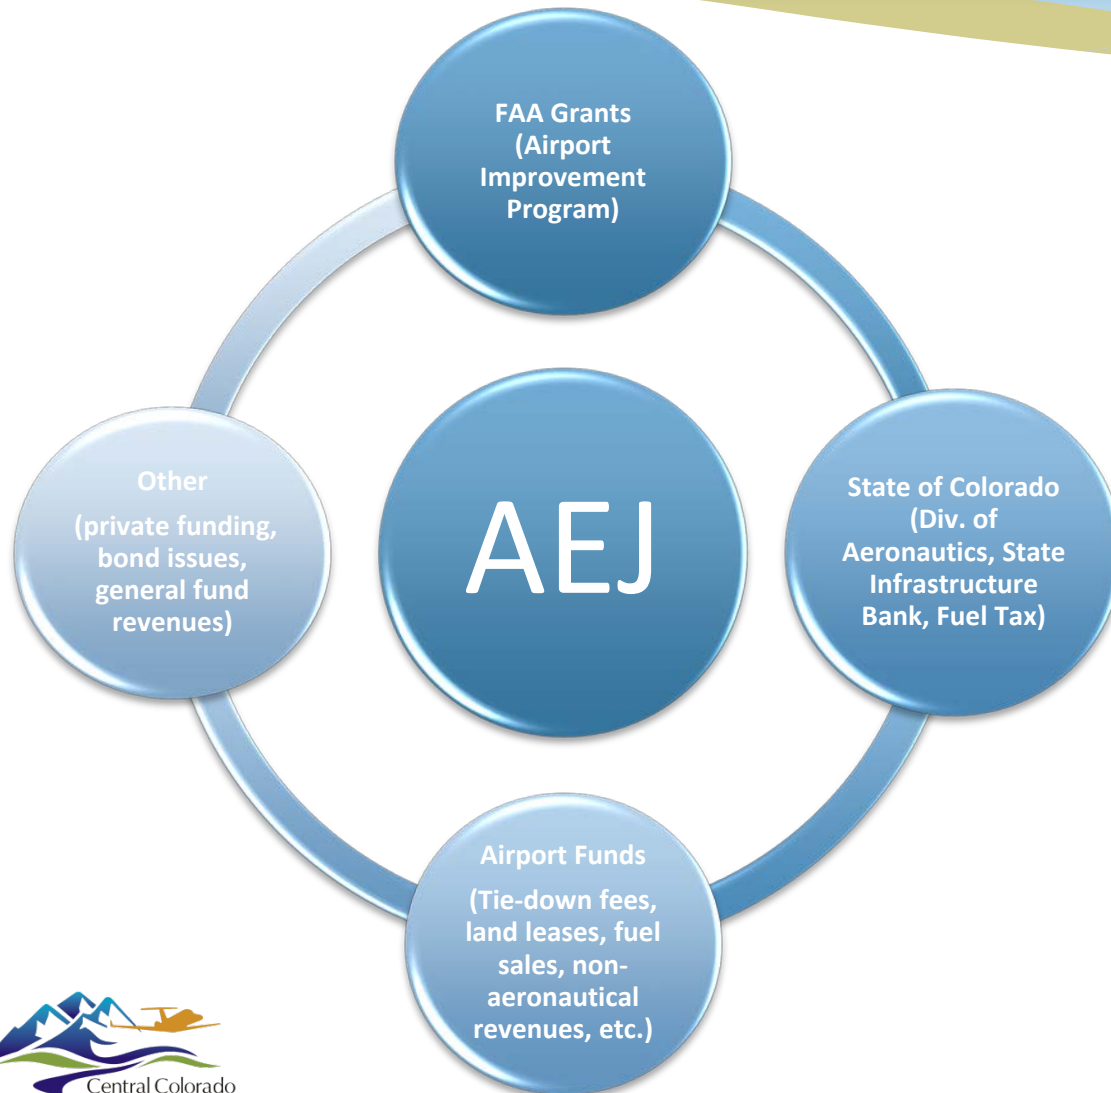 FAA Grants
(Airport
Improvement
Program)
Other
(private funding,
bond issues,
general fund
revenues)
AEJ
State of Colorado
(Div. of
Aeronautics, State
Infrastructure
Bank, Fuel Tax)
Airport Funds
(Tie-down fees,
land leases, fuel
sales, non-
aeronautical
revenues, etc.)
Central Colorado